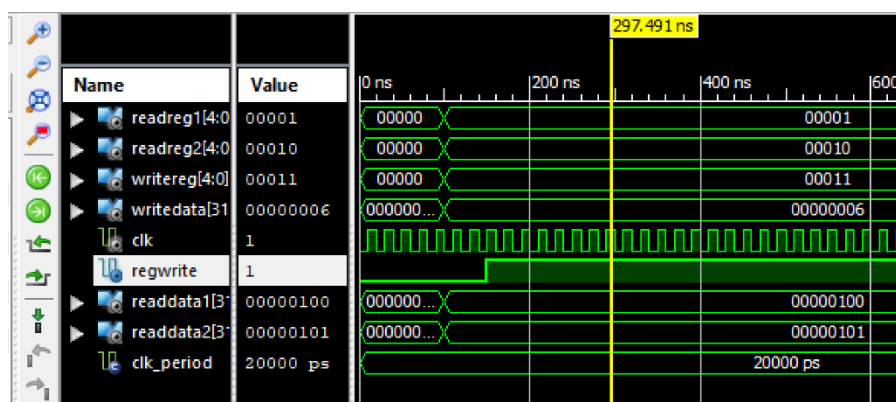 297.491 ns
Name Value 0 ns 200 ns 400 ns 600
readreg1[4:0 00001 00000 00001
readreg2[4:0 00010 00000 00010
writereg[4:0] 00011 00000 00011
writedata[31 00000006 000000... 00000006
clk 1
regwrite 1
readdata1[3 00000100 000000... 00000100
readdata2[3 00000101 000000... 00000101
clk_period 20000 ps 20000 ps